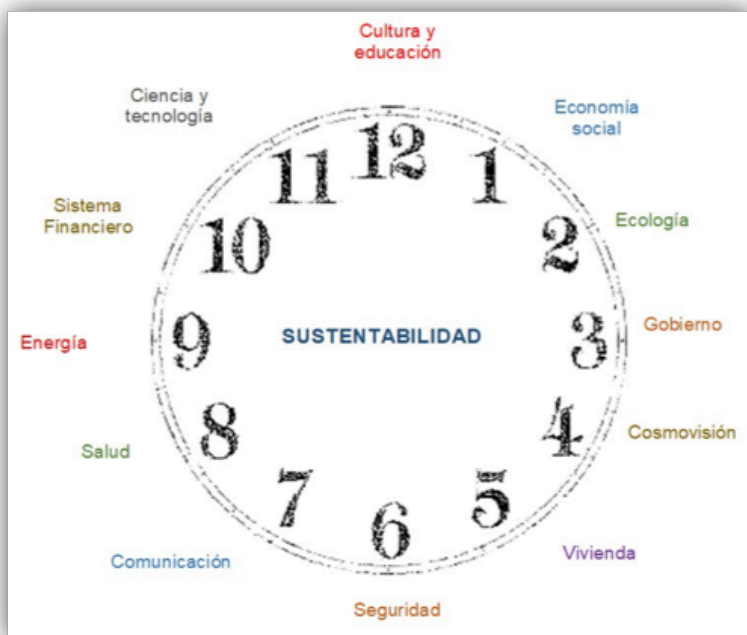 Cultura y
educación
Ciencia y
tecnología
Economía
social
12
11
1
Sistema
Financiero
Ecología
10
2
Energía
9
SUSTENTABILIDAD
3
Gobierno
Salud
8
4
Cosmovisión
7
5
Comunicación
6
Vivienda
Seguridad